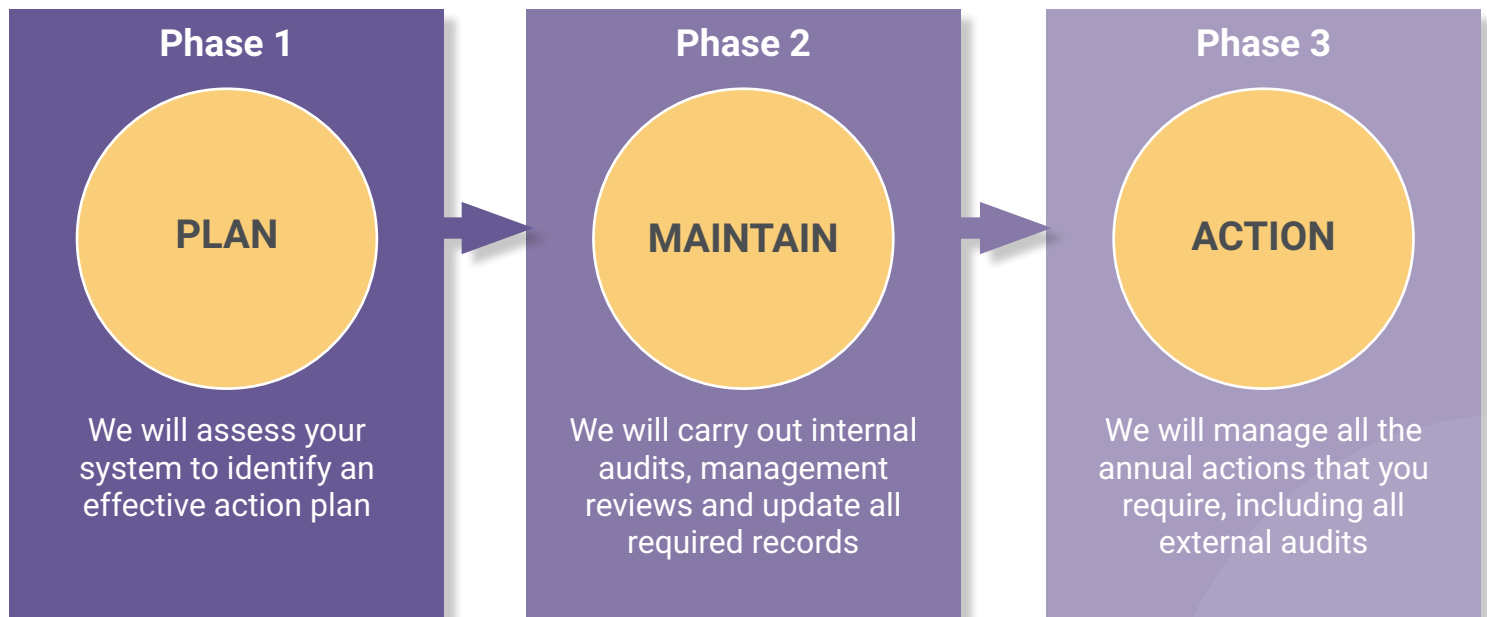 Phase 1
PLAN
We will assess your
system to identify an
effective action plan
Phase 2
MAINTAIN
We will carry out internal
audits, management
reviews and update all
required records
Phase 3
ACTION
We will manage all the
annual actions that you
require, including all
external audits